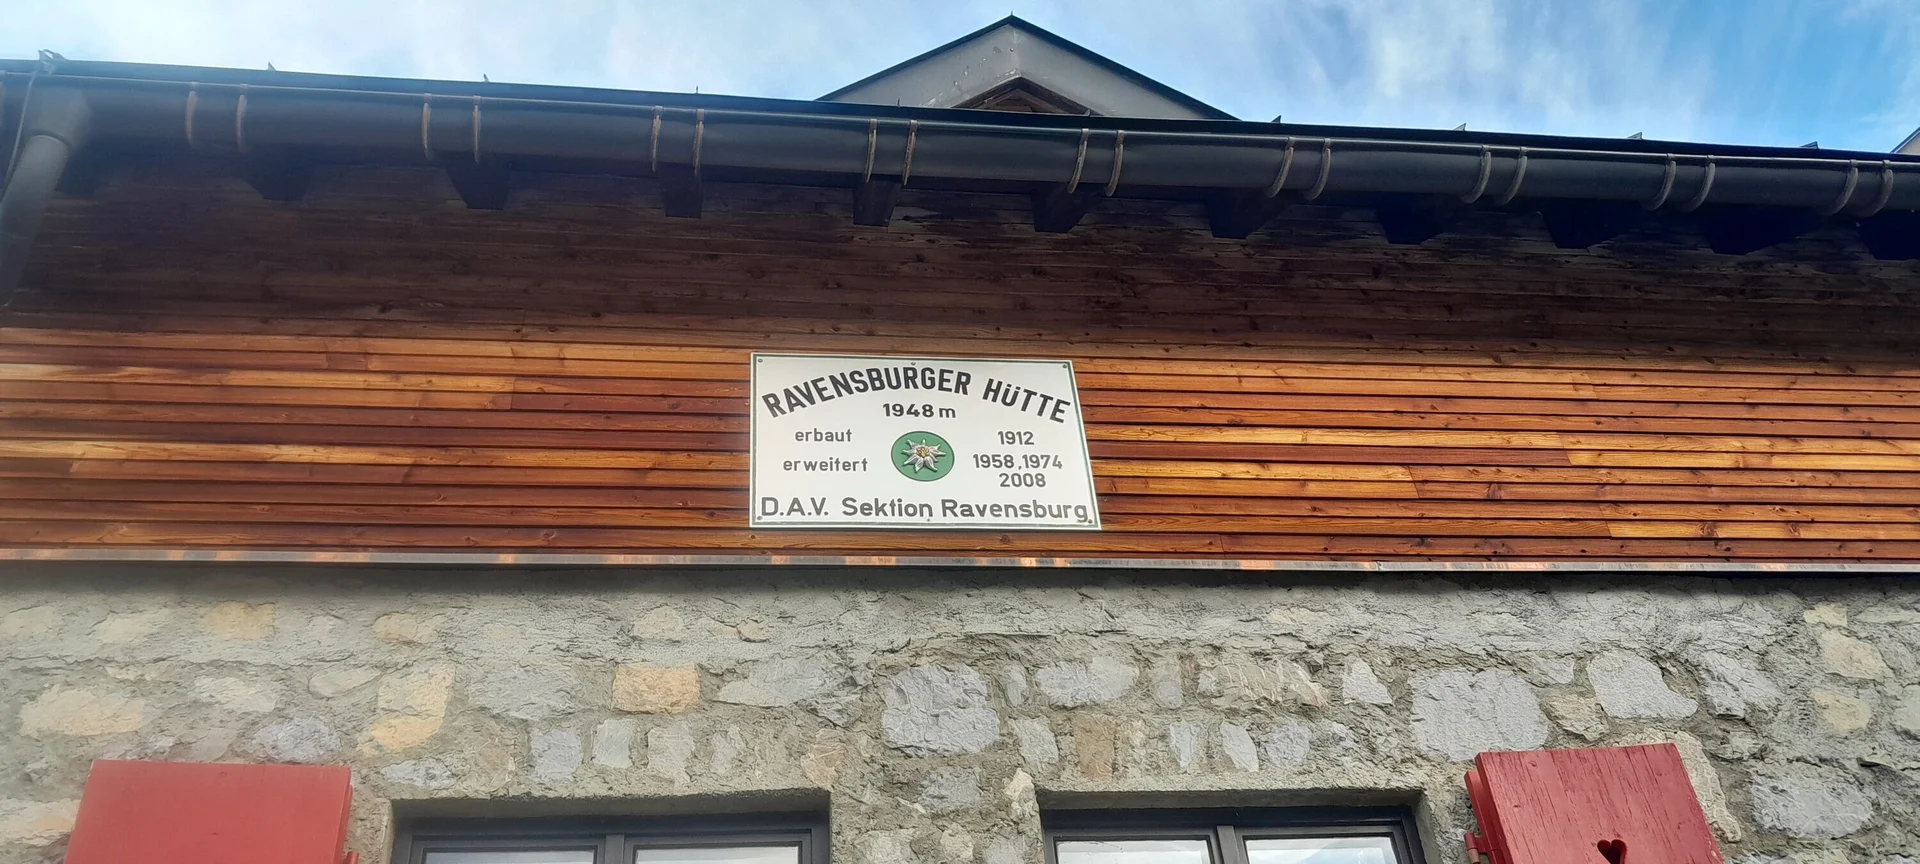 RAVENSBURGER HÜTTE
1948 m
erbaut 1912
erweitert 1958, 1974
2008
D.A.V. Sektion Ravensburg